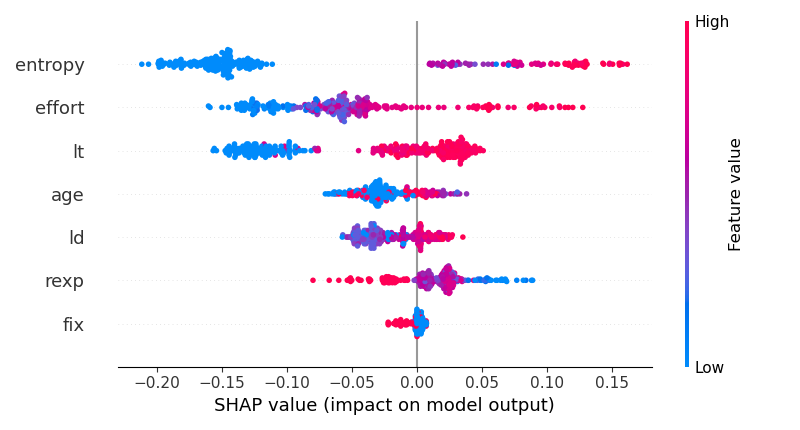 High
entropy
effort
lt
age
ld
rexp
fix
Feature value
Low
−0.20 −0.15 −0.10 −0.05 0.00 0.05 0.10 0.15
SHAP value (impact on model output)